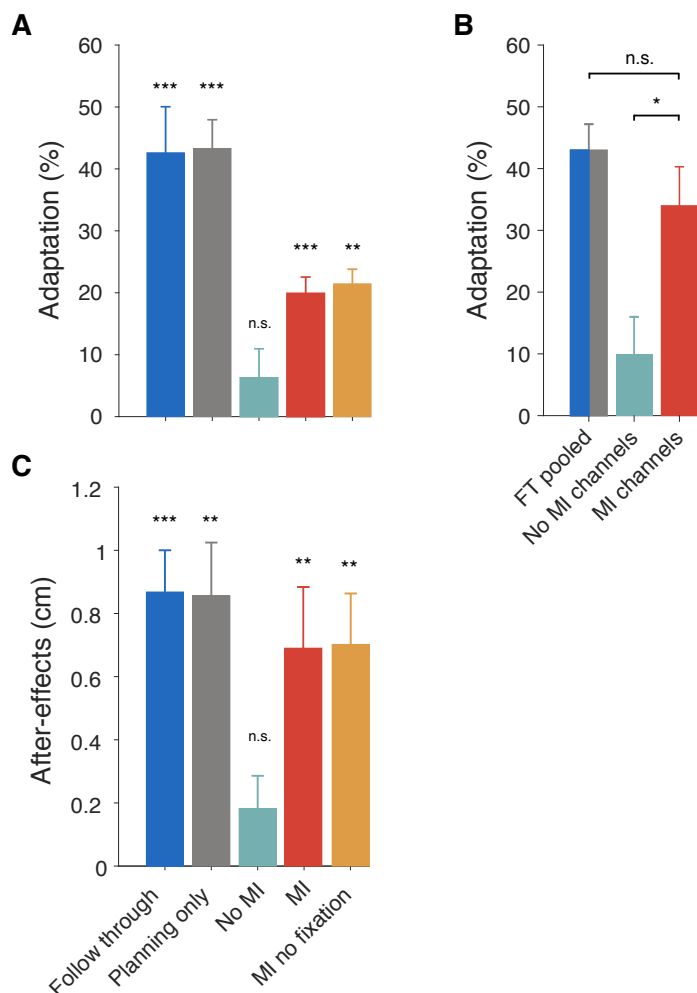 A
Adaptation (%)
60
50
40
30
20
10
0
***
***
n.s.
***
**
B
Adaptation (%)
60
50
40
30
20
10
0
n.s.
*
FT pooled
No MI channels
MI channels
C
After-effects (cm)
1.2
1
0.8
0.6
0.4
0.2
0
***
**
n.s.
**
**
Follow through
Planning only
No MI
MI
MI no fixation